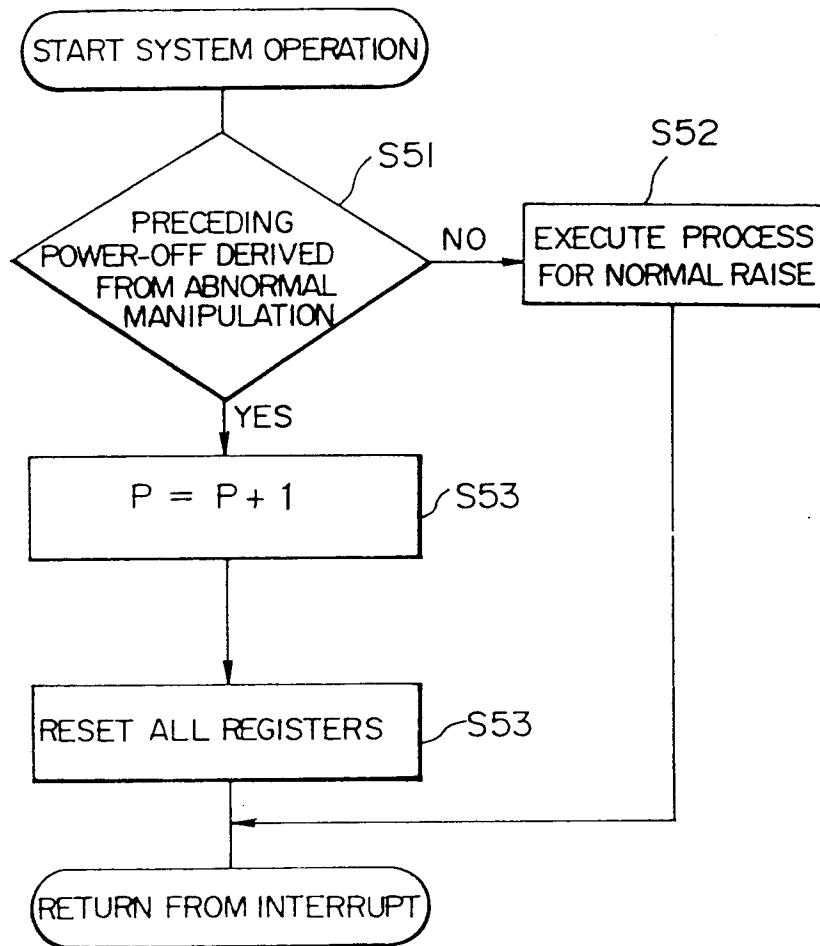 START SYSTEM OPERATION
S51
S52
PRECEDING
POWER-OFF DERIVED
FROM ABNORMAL
MANIPULATION
NO
EXECUTE PROCESS
FOR NORMAL RAISE
YES
P = P + 1
S53
RESET ALL REGISTERS
S53
RETURN FROM INTERRUPT